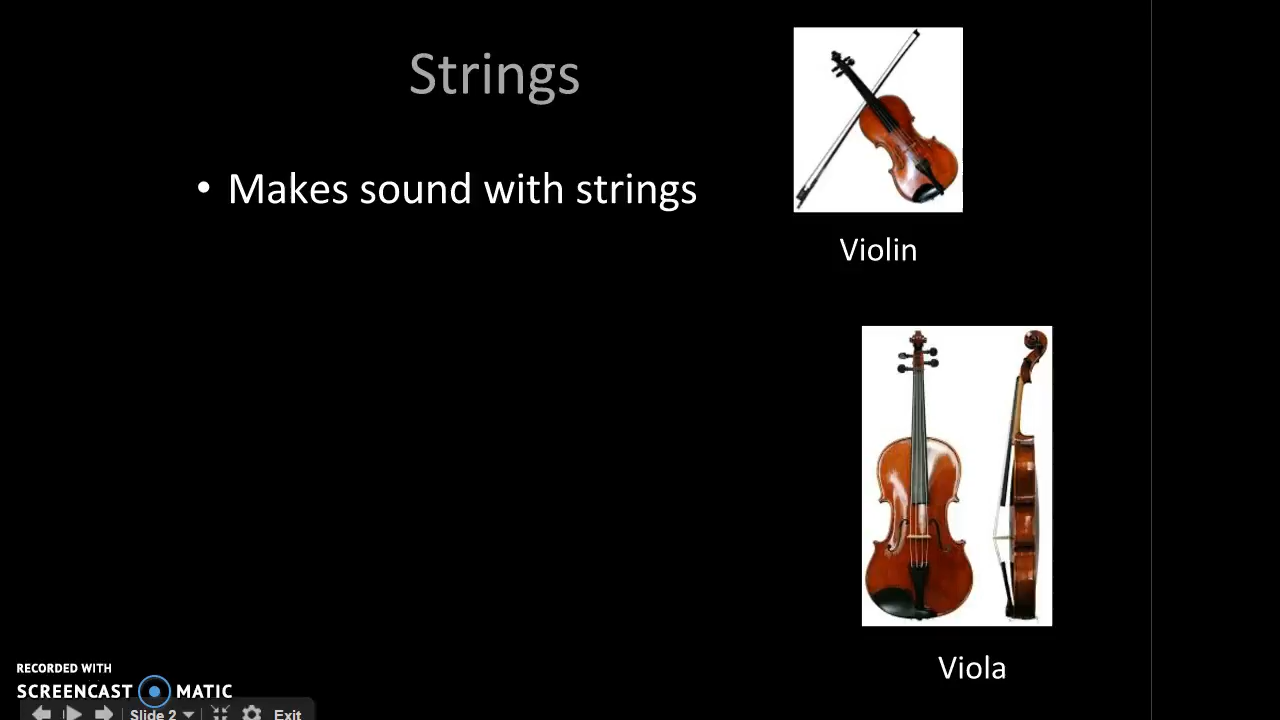 Strings
• Makes sound with strings
Violin
Viola
RECORDED WITH
SCREENCAST MATIC
Slide 2
Exit